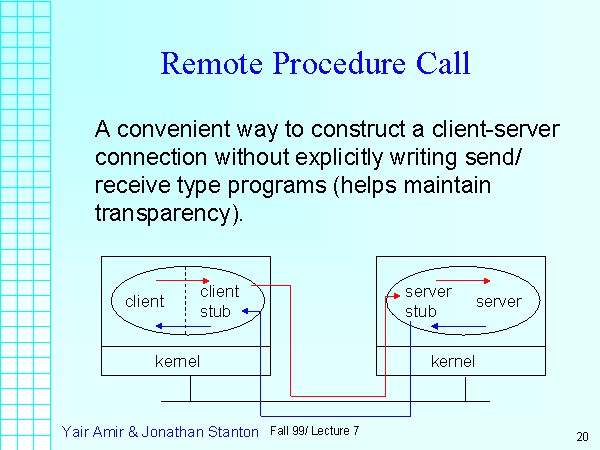 Remote Procedure Call
A convenient way to construct a client-server
connection without explicitly writing send/
receive type programs (helps maintain
transparency).
client
client
stub
server
stub
server
kernel
kernel
Yair Amir & Jonathan Stanton
Fall 99/ Lecture 7
20